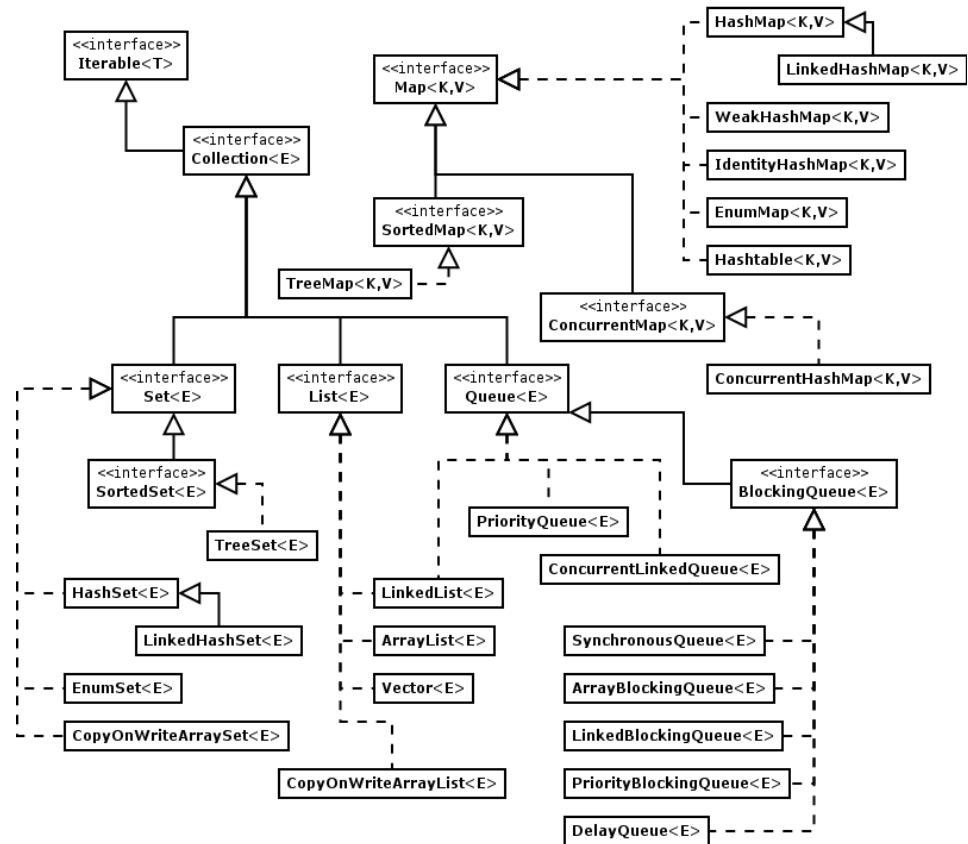 <<interface>>
Iterable<T>
<<interface>>
Collection<E>
<<interface>>
Map<K,V>
HashMap<K,V>
LinkedHashMap<K,V>
WeakHashMap<K,V>
IdentityHashMap<K,V>
EnumMap<K,V>
Hashtable<K,V>
<<interface>>
SortedMap<K,V>
TreeMap<K,V>
<<interface>>
ConcurrentMap<K,V>
ConcurrentHashMap<K,V>
<<interface>>
Set<E>
<<interface>>
List<E>
<<interface>>
Queue<E>
<<interface>>
SortedSet<E>
TreeSet<E>
<<interface>>
BlockingQueue<E>
PriorityQueue<E>
ConcurrentLinkedQueue<E>
HashSet<E>
LinkedHashSet<E>
EnumSet<E>
CopyOnWriteArraySet<E>
LinkedList<E>
ArrayList<E>
Vector<E>
CopyOnWriteArrayList<E>
SynchronousQueue<E>
ArrayBlockingQueue<E>
LinkedBlockingQueue<E>
PriorityBlockingQueue<E>
DelayQueue<E>